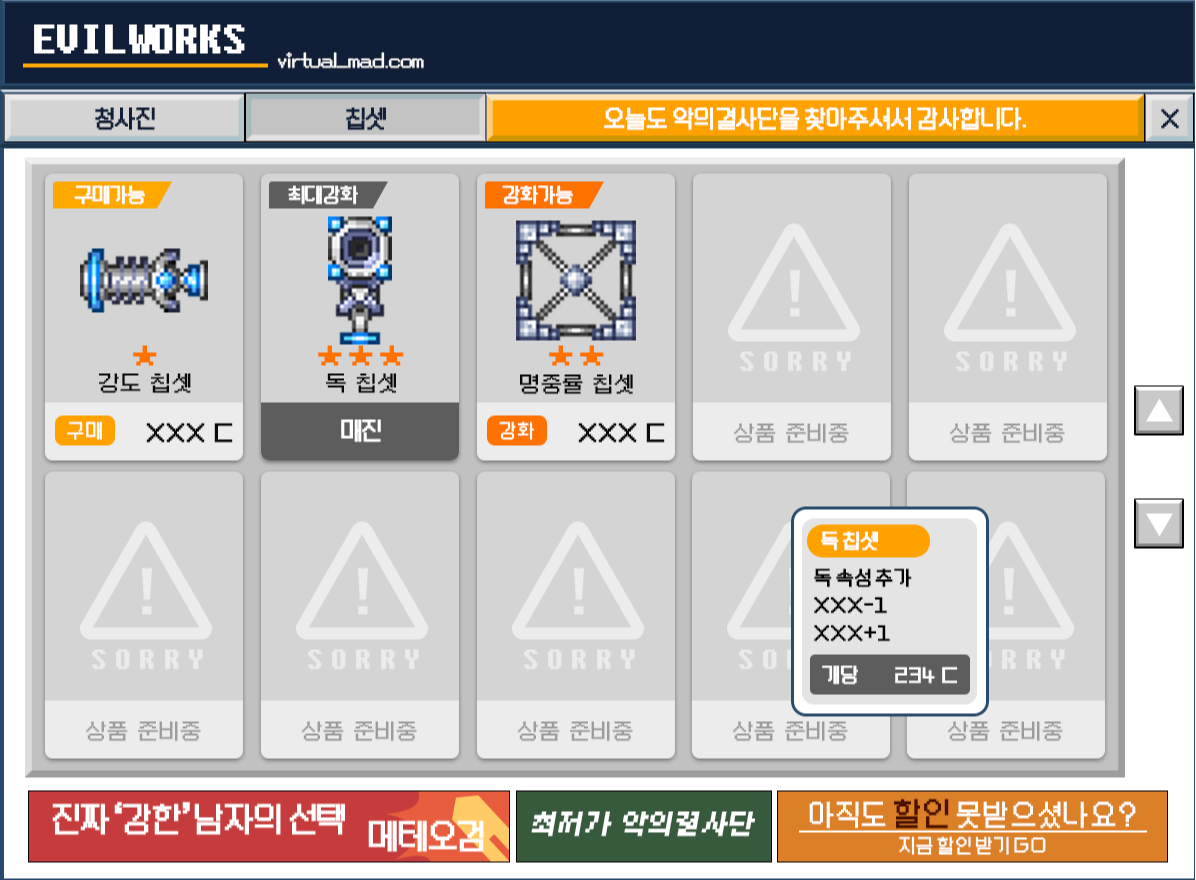 EVILWORKS
virtual_mad.com
청사진
칩셋
오늘도 악의결사단을 찾아주셔서 감사합니다.
구매가능
최대강화
강화가능
강도 칩셋
독 칩셋
명중률 칩셋
구매 XXX ㄷ
매진
강화 XXX ㄷ
SORRY
상품 준비중
SORRY
상품 준비중
SORRY
상품 준비중
SORRY
상품 준비중
SORRY
상품 준비중
SO
상품 준비중
RRY
상품 준비중
독 칩셋
독 속성 추가
XXX-1
XXX+1
개당 234 ㄷ
진짜 '강한' 남자의 선택
메테오검
최저가 악의결사단
아직도 할인 못받으셨나요?
지금 할인받기 GO